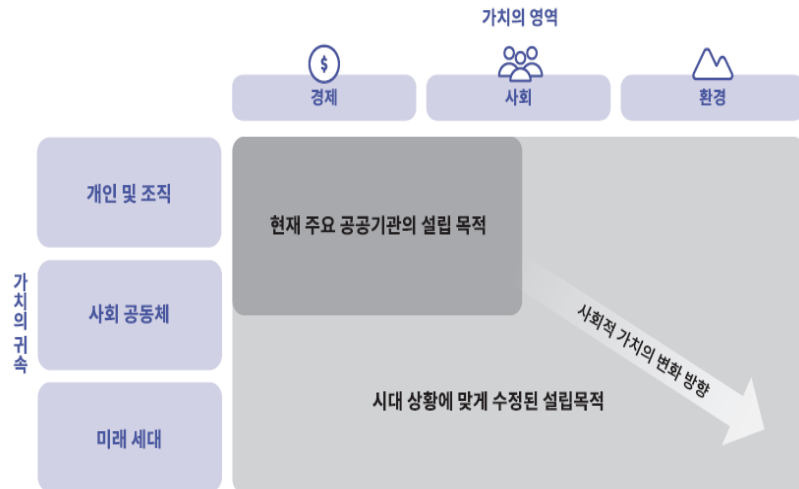 가치의 영역
$
경제
사회
환경
가치의 귀속
개인 및 조직
사회 공동체
미래 세대
현재 주요 공공기관의 설립 목적
사회적 가치의 변화 방향
시대 상황에 맞게 수정된 설립목적